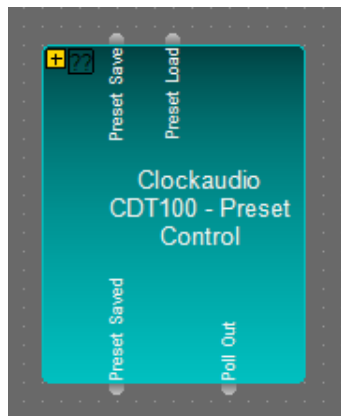 + ??
Preset Save
Preset Load
Clockaudio
CDT100 - Preset
Control
Preset Saved
Poll Out